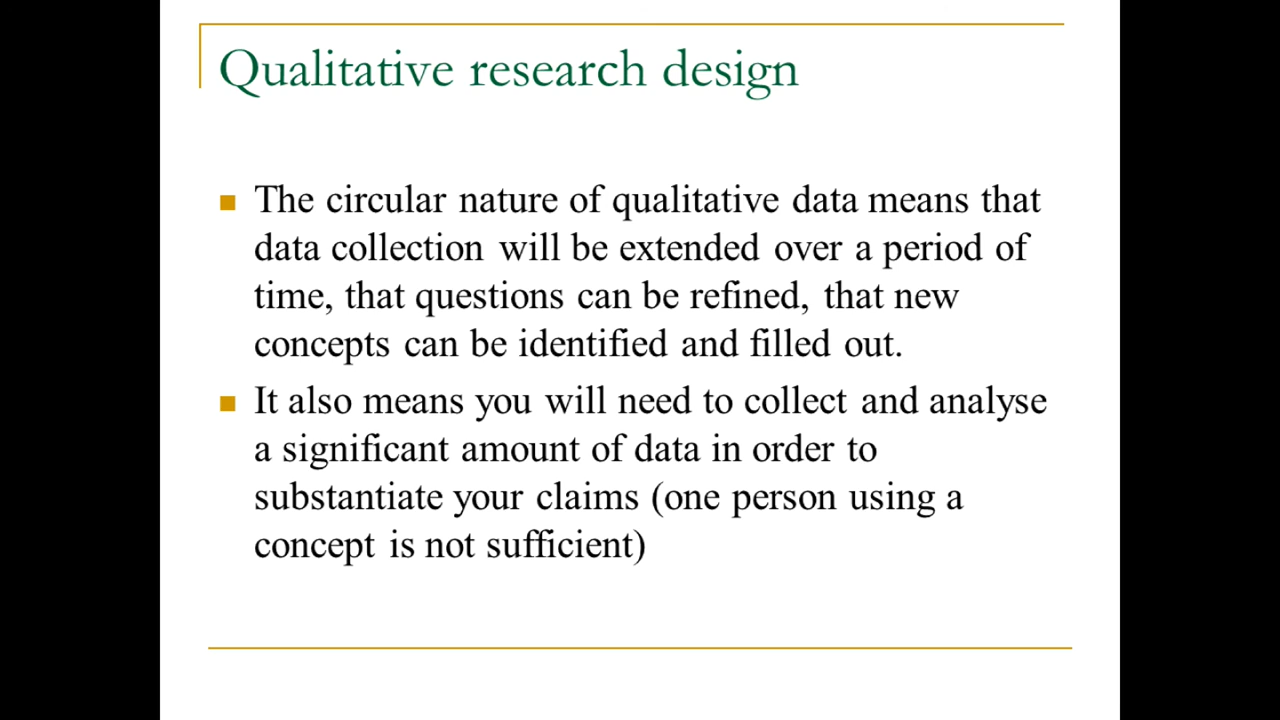 Qualitative research design
The circular nature of qualitative data means that
data collection will be extended over a period of
time, that questions can be refined, that new
concepts can be identified and filled out.
It also means you will need to collect and analyse
a significant amount of data in order to
substantiate your claims (one person using a
concept is not sufficient)